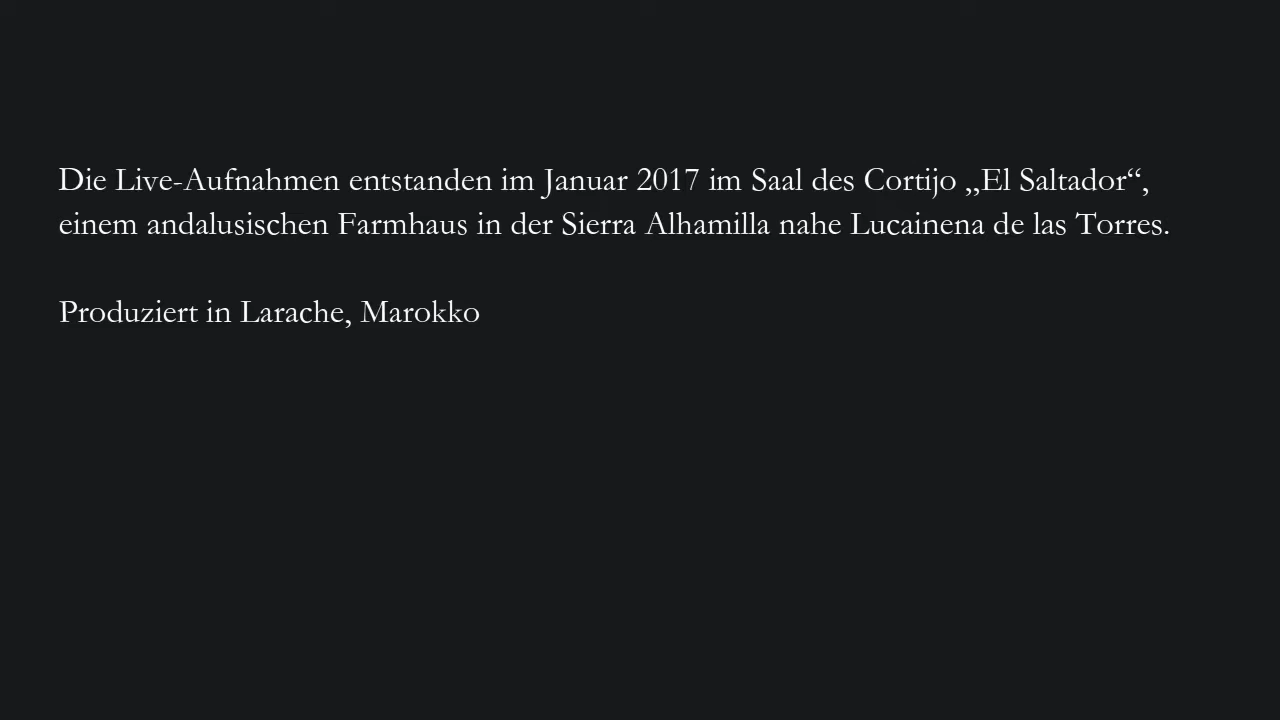 Die Live-Aufnahmen entstanden im Januar 2017 im Saal des Cortijo „El Saltador“,
einem andalusischen Farmhaus in der Sierra Alhamilla nahe Lucainena de las Torres.
Produziert in Larache, Marokko